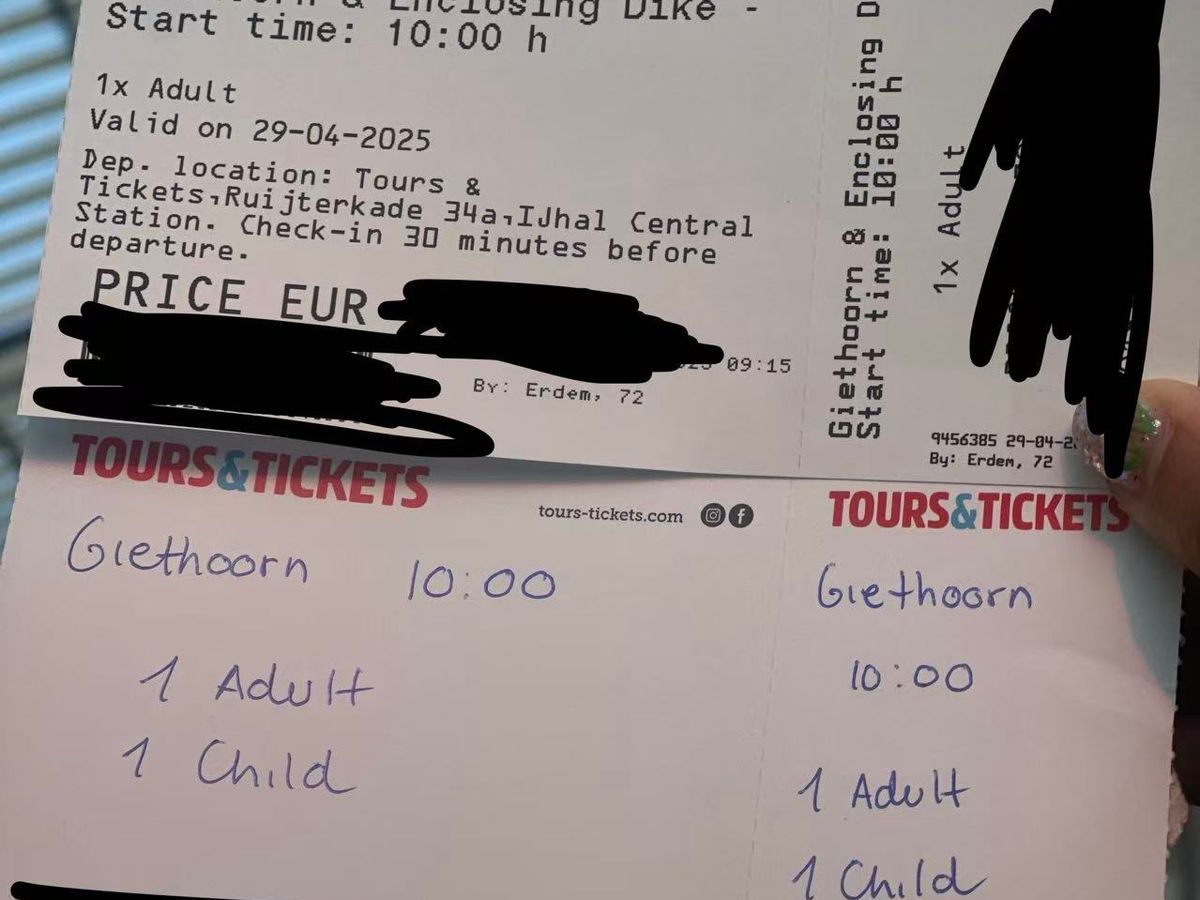 & Enclosing Dike -
Start time: 10:00 h
1x Adult
Valid on 29-04-2025
Dep. location: Tours &
Tickets,Ruijterkade 34a,IJhal Central
Station. Check-in 30 minutes before
departure.
PRICE EUR
09:15
By: Erdem, 72
Giethoorn & Enclosing D
Start time: 10:00 h
1x Adult
9456385 29-04-2
By: Erdem, 72
TOURS&TICKETS
tours-tickets.com
Giethoorn 10:00
1 Adult
1 Child
TOURS&TICKETS
Giethoorn
10:00
1 Adult
1 Child